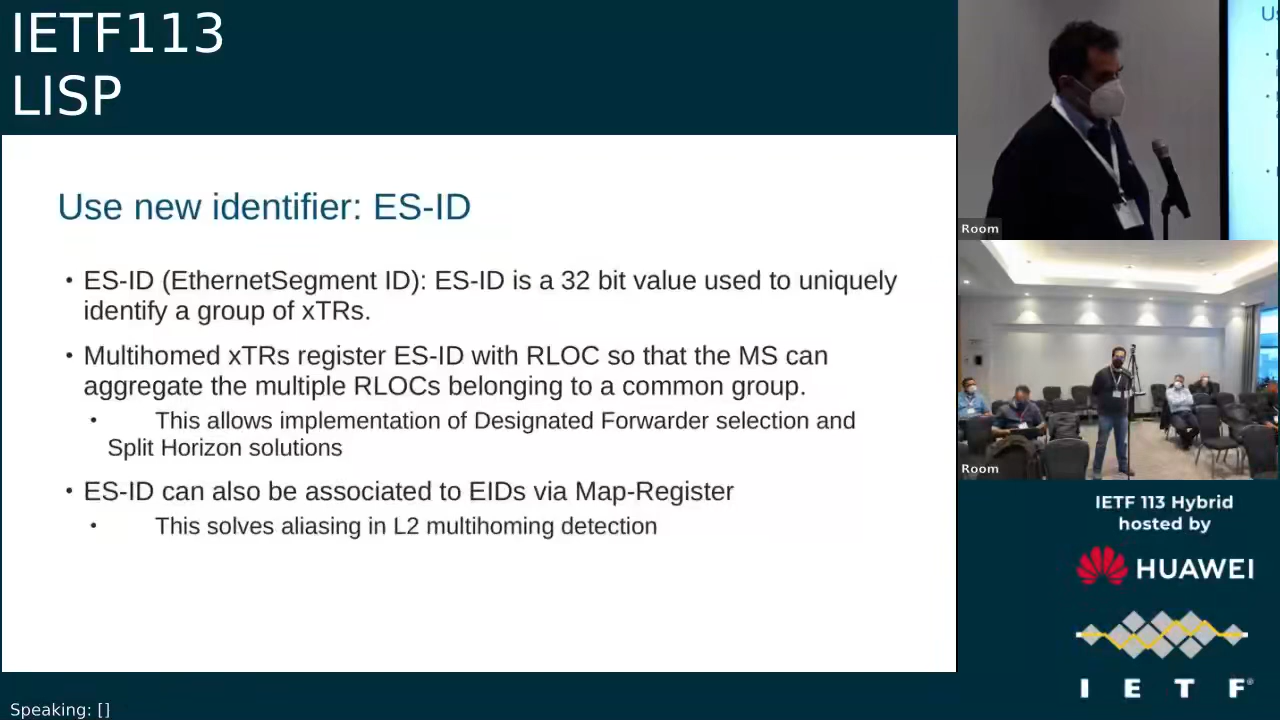 IETF113
LISP
Use new identifier: ES-ID
• ES-ID (EthernetSegment ID): ES-ID is a 32 bit value used to uniquely
identify a group of xTRs.
• Multihomed xTRs register ES-ID with RLOC so that the MS can
aggregate the multiple RLOCs belonging to a common group.
• This allows implementation of Designated Forwarder selection and
Split Horizon solutions
• ES-ID can also be associated to EIDs via Map-Register
• This solves aliasing in L2 multihoming detection
Speaking: []
Us
Room
Room
IETF 113 Hybrid
hosted by
HUAWEI
I E T F®